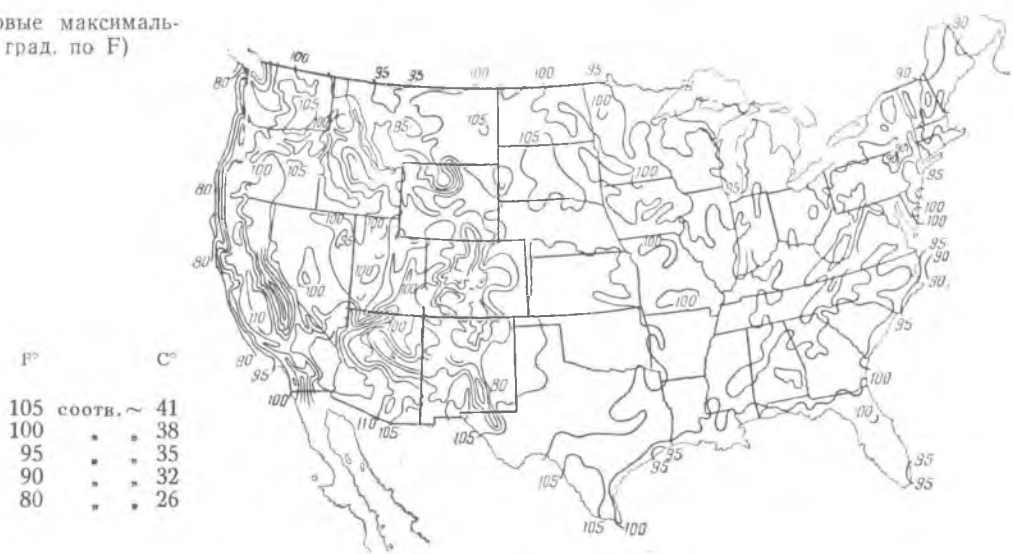 овые максималь-
град. по F)
F° C°
105 соотв. ~ 41
100 " " 38
95 " " 35
90 " " 32
80 " " 26
100 95 95 100 100 95 90
80 105 100 95 105 100 90
100 105 100 95
80 100 95 100
100 100 100 95
80 100 100 90
110 100 90
80 95 80 95
100 110 105 105 100
105 95 95 100
105 100 95 95